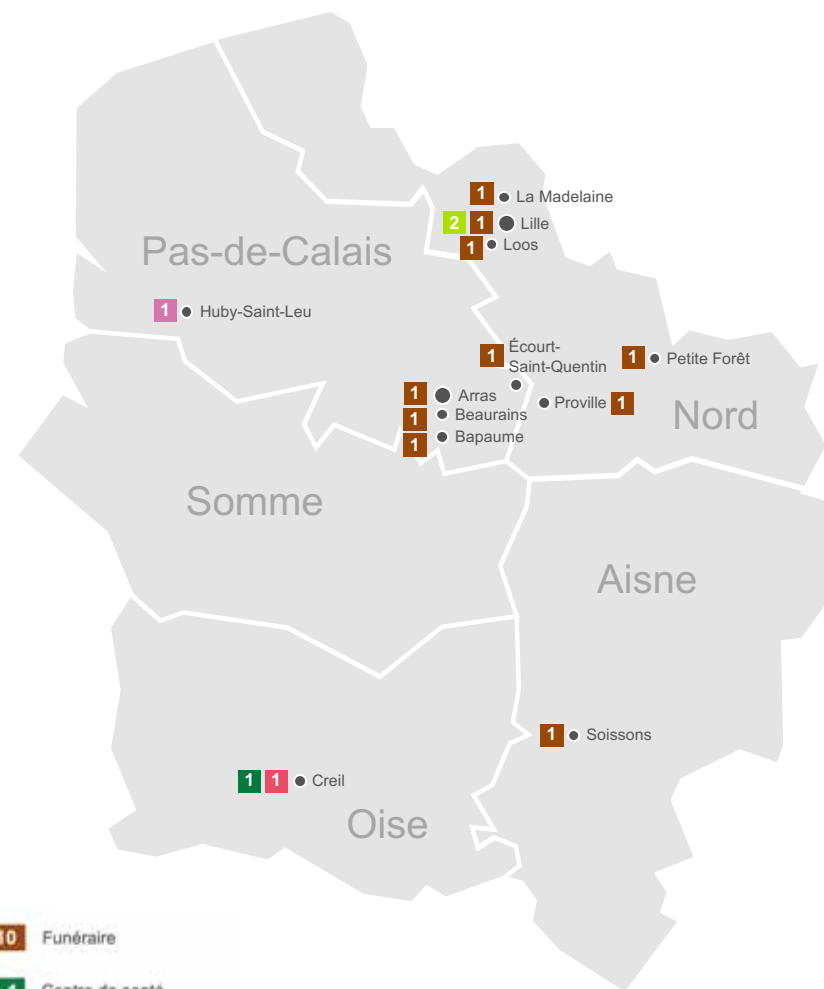 1 La Madelaine
2 1 Lille
1 Loos
Pas-de-Calais
1 Huby-Saint-Leu
1 Écourt-
Saint-Quentin
1 Petite Forêt
1 Arras
Proville 1
1 Beaurains
Nord
1 Bapaume
Somme
Aisne
1 Soissons
1 1 Creil
Oise
10 Funéraire